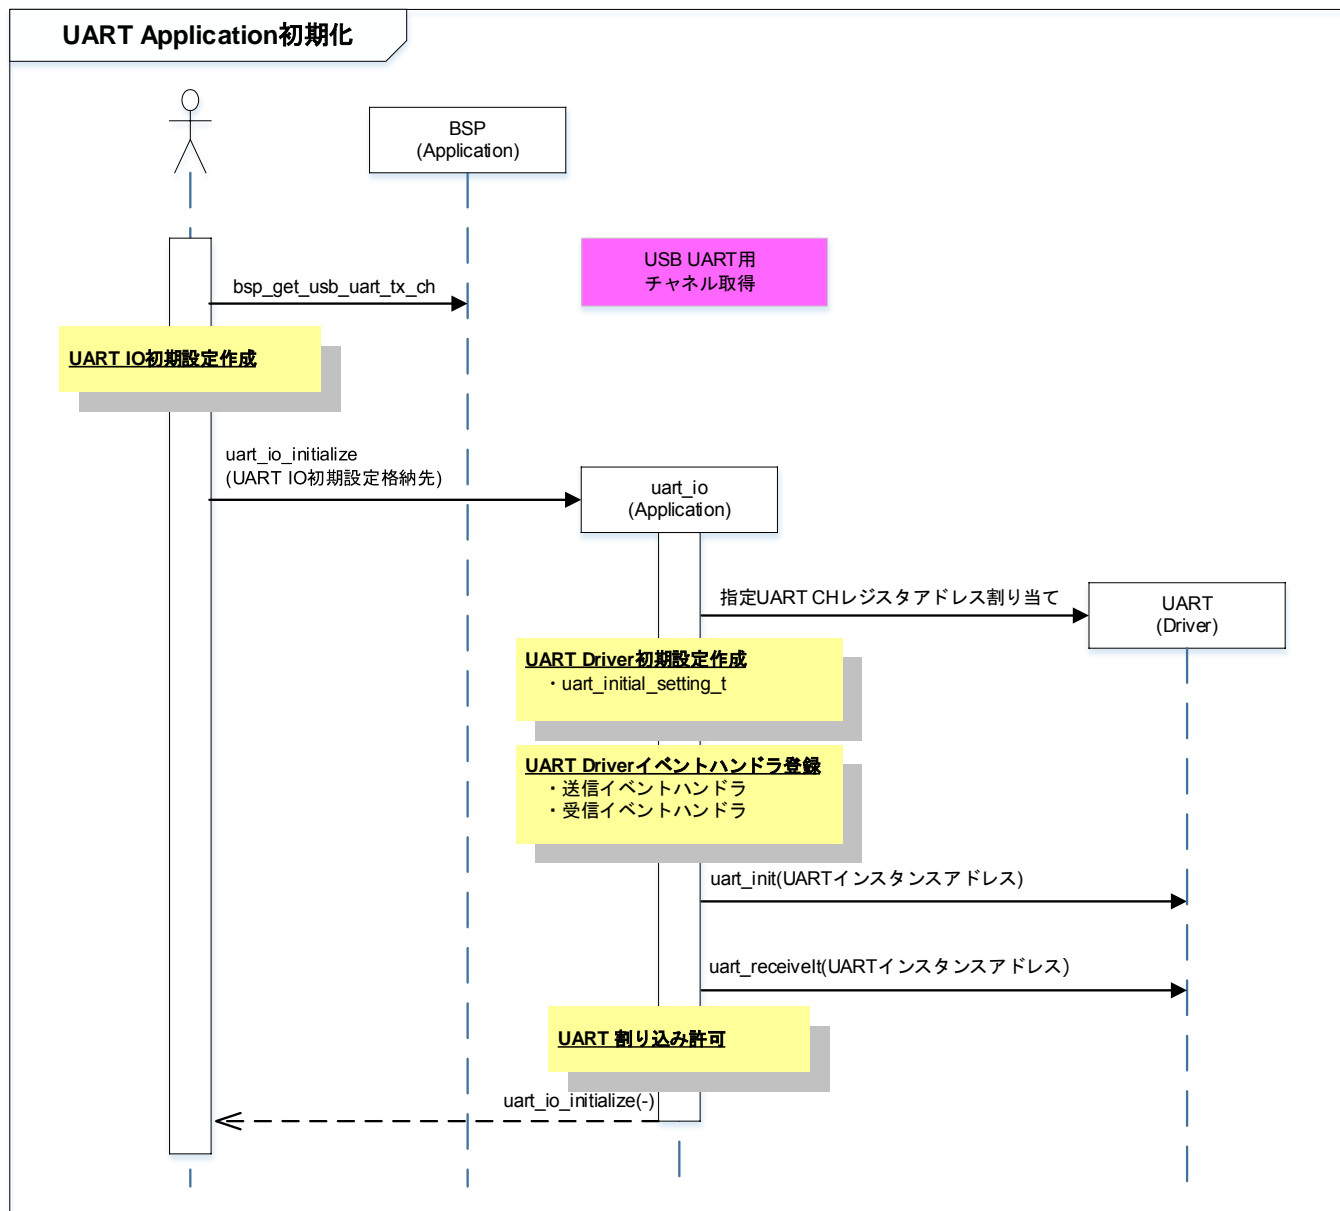 UART Application初期化
BSP
(Application)
USB UART用
チャネル取得
bsp_get_usb_uart_tx_ch
UART IO初期設定作成
uart_io_initialize
(UART IO初期設定格納先)
uart_io
(Application)
指定UART CHレジスタアドレス割り当て
UART
(Driver)
UART Driver初期設定作成
・uart_initial_setting_t
UART Driverイベントハンドラ登録
・送信イベントハンドラ
・受信イベントハンドラ
uart_init(UARTインスタンスアドレス)
uart_receiveIt(UARTインスタンスアドレス)
UART 割り込み許可
uart_io_initialize(-)